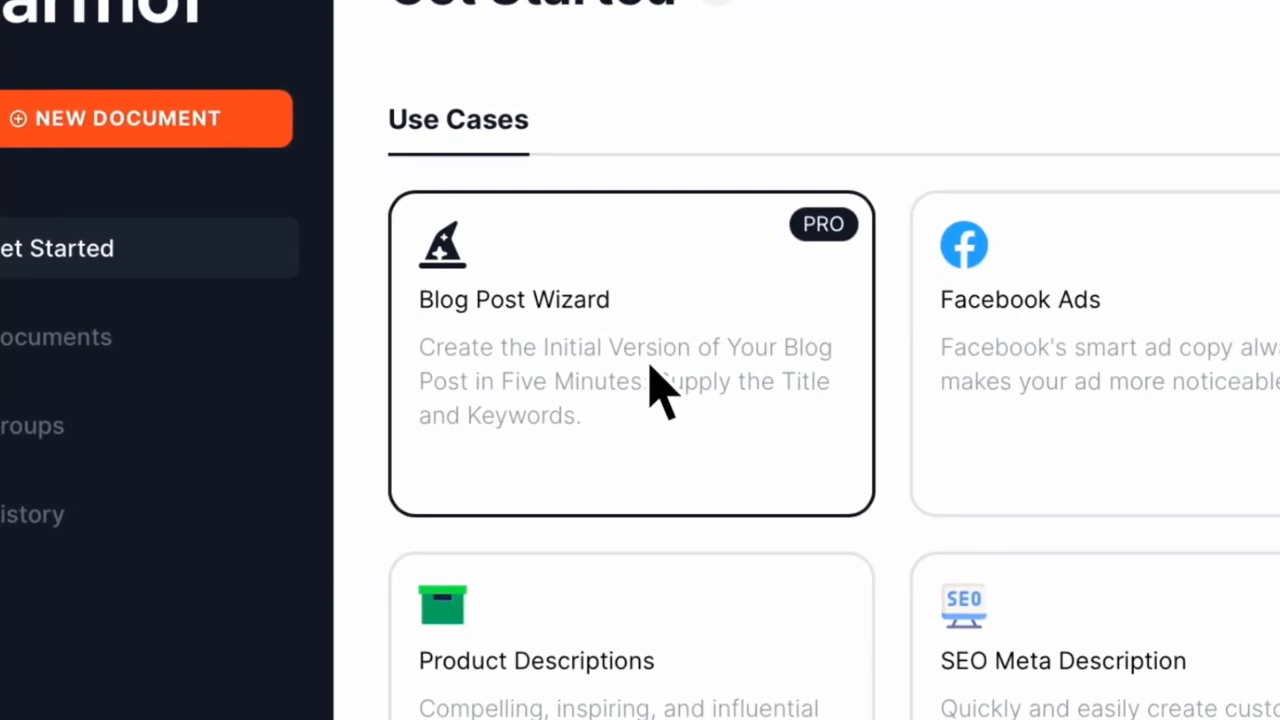 NEW DOCUMENT
et Started
ocuments
roups
istory
Get Started
Use Cases
PRO
Blog Post Wizard
Create the Initial Version of Your Blog
Post in Five Minutes. Supply the Title
and Keywords.
Facebook Ads
Facebook's smart ad copy alw
makes your ad more noticeable
Product Descriptions
Compelling, inspiring, and influential
SEO
SEO Meta Description
Quickly and easily create custo